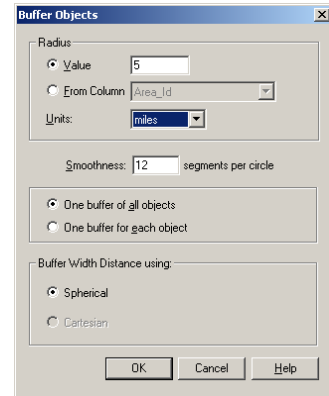 Buffer Objects
Radius
Value 5
From Column Area_Id
Units: miles
Smoothness: 12 segments per circle
One buffer of all objects
One buffer for each object
Buffer Width Distance using:
Spherical
Cartesian
OK Cancel Help